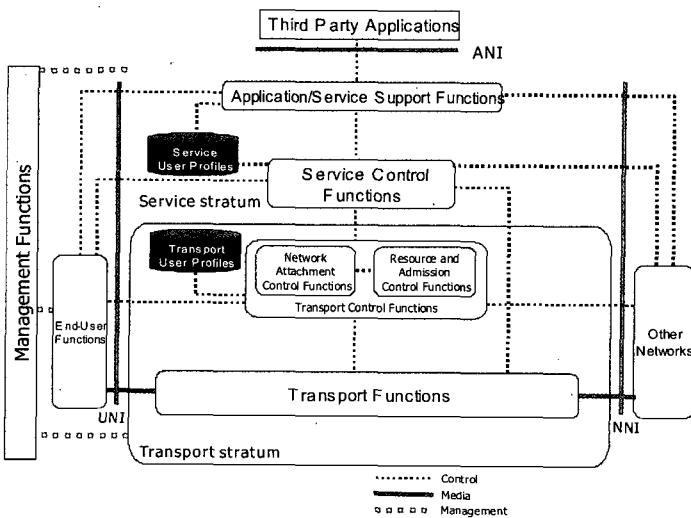 Third Party Applications
ANI
Application/Service Support Functions
Service
User Profiles
Service Control
Functions
Service stratum
Transport
User Profiles
Network
Attachment
Control Functions
Resource and
Admission
Control Functions
Transport Control Functions
Management Functions
End-User
Functions
Other
Networks
Transport Functions
UNI
NNI
Transport stratum
Control
Media
Management